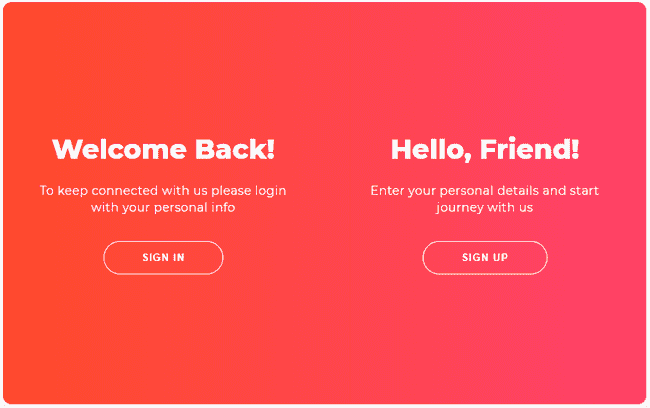 Welcome Back!
To keep connected with us please login
with your personal info
SIGN IN
Hello, Friend!
Enter your personal details and start
journey with us
SIGN UP